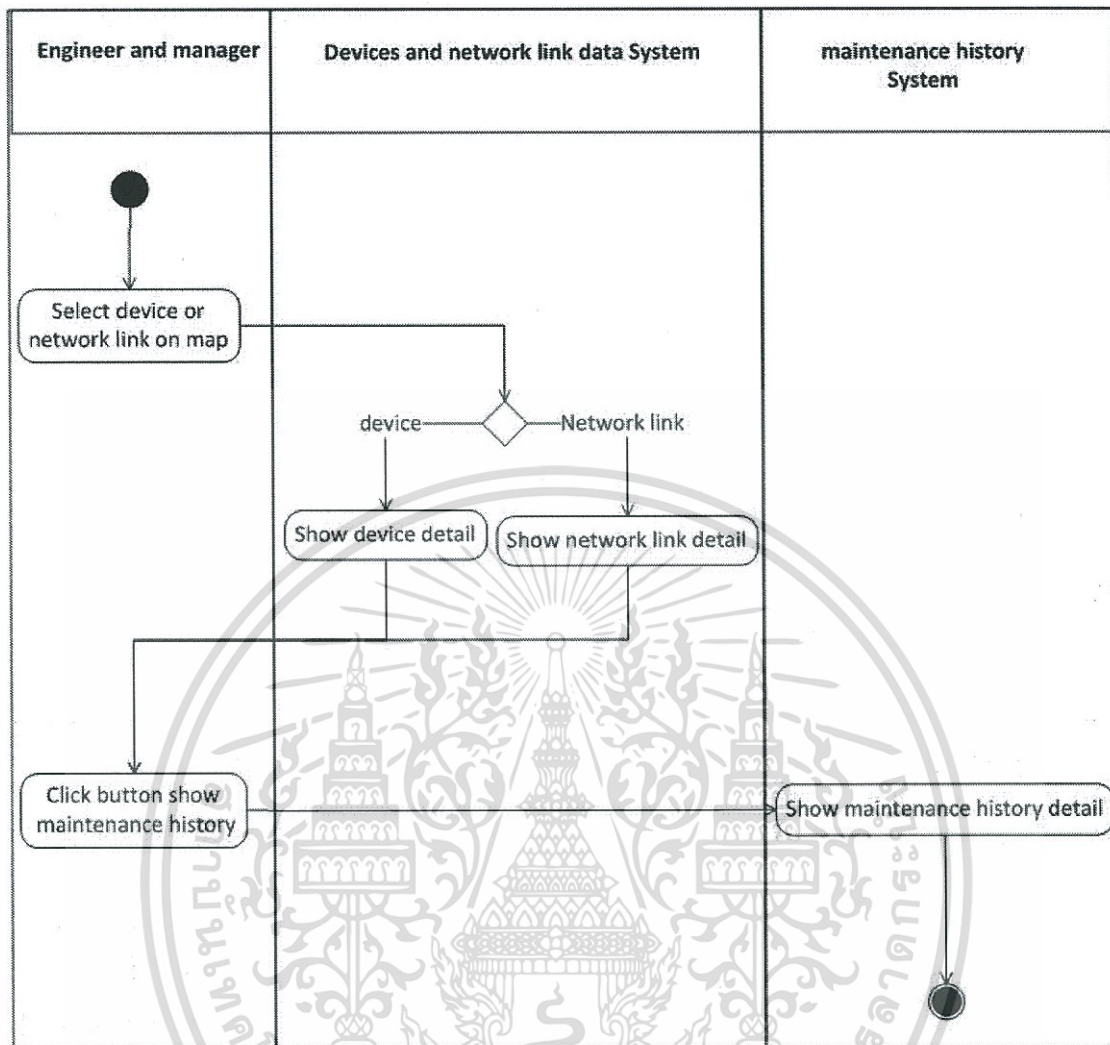 Engineer and manager
Devices and network link data System
maintenance history
System
Select device or
network link on map
device
Network link
Show device detail
Show network link detail
Click button show
maintenance history
Show maintenance history detail